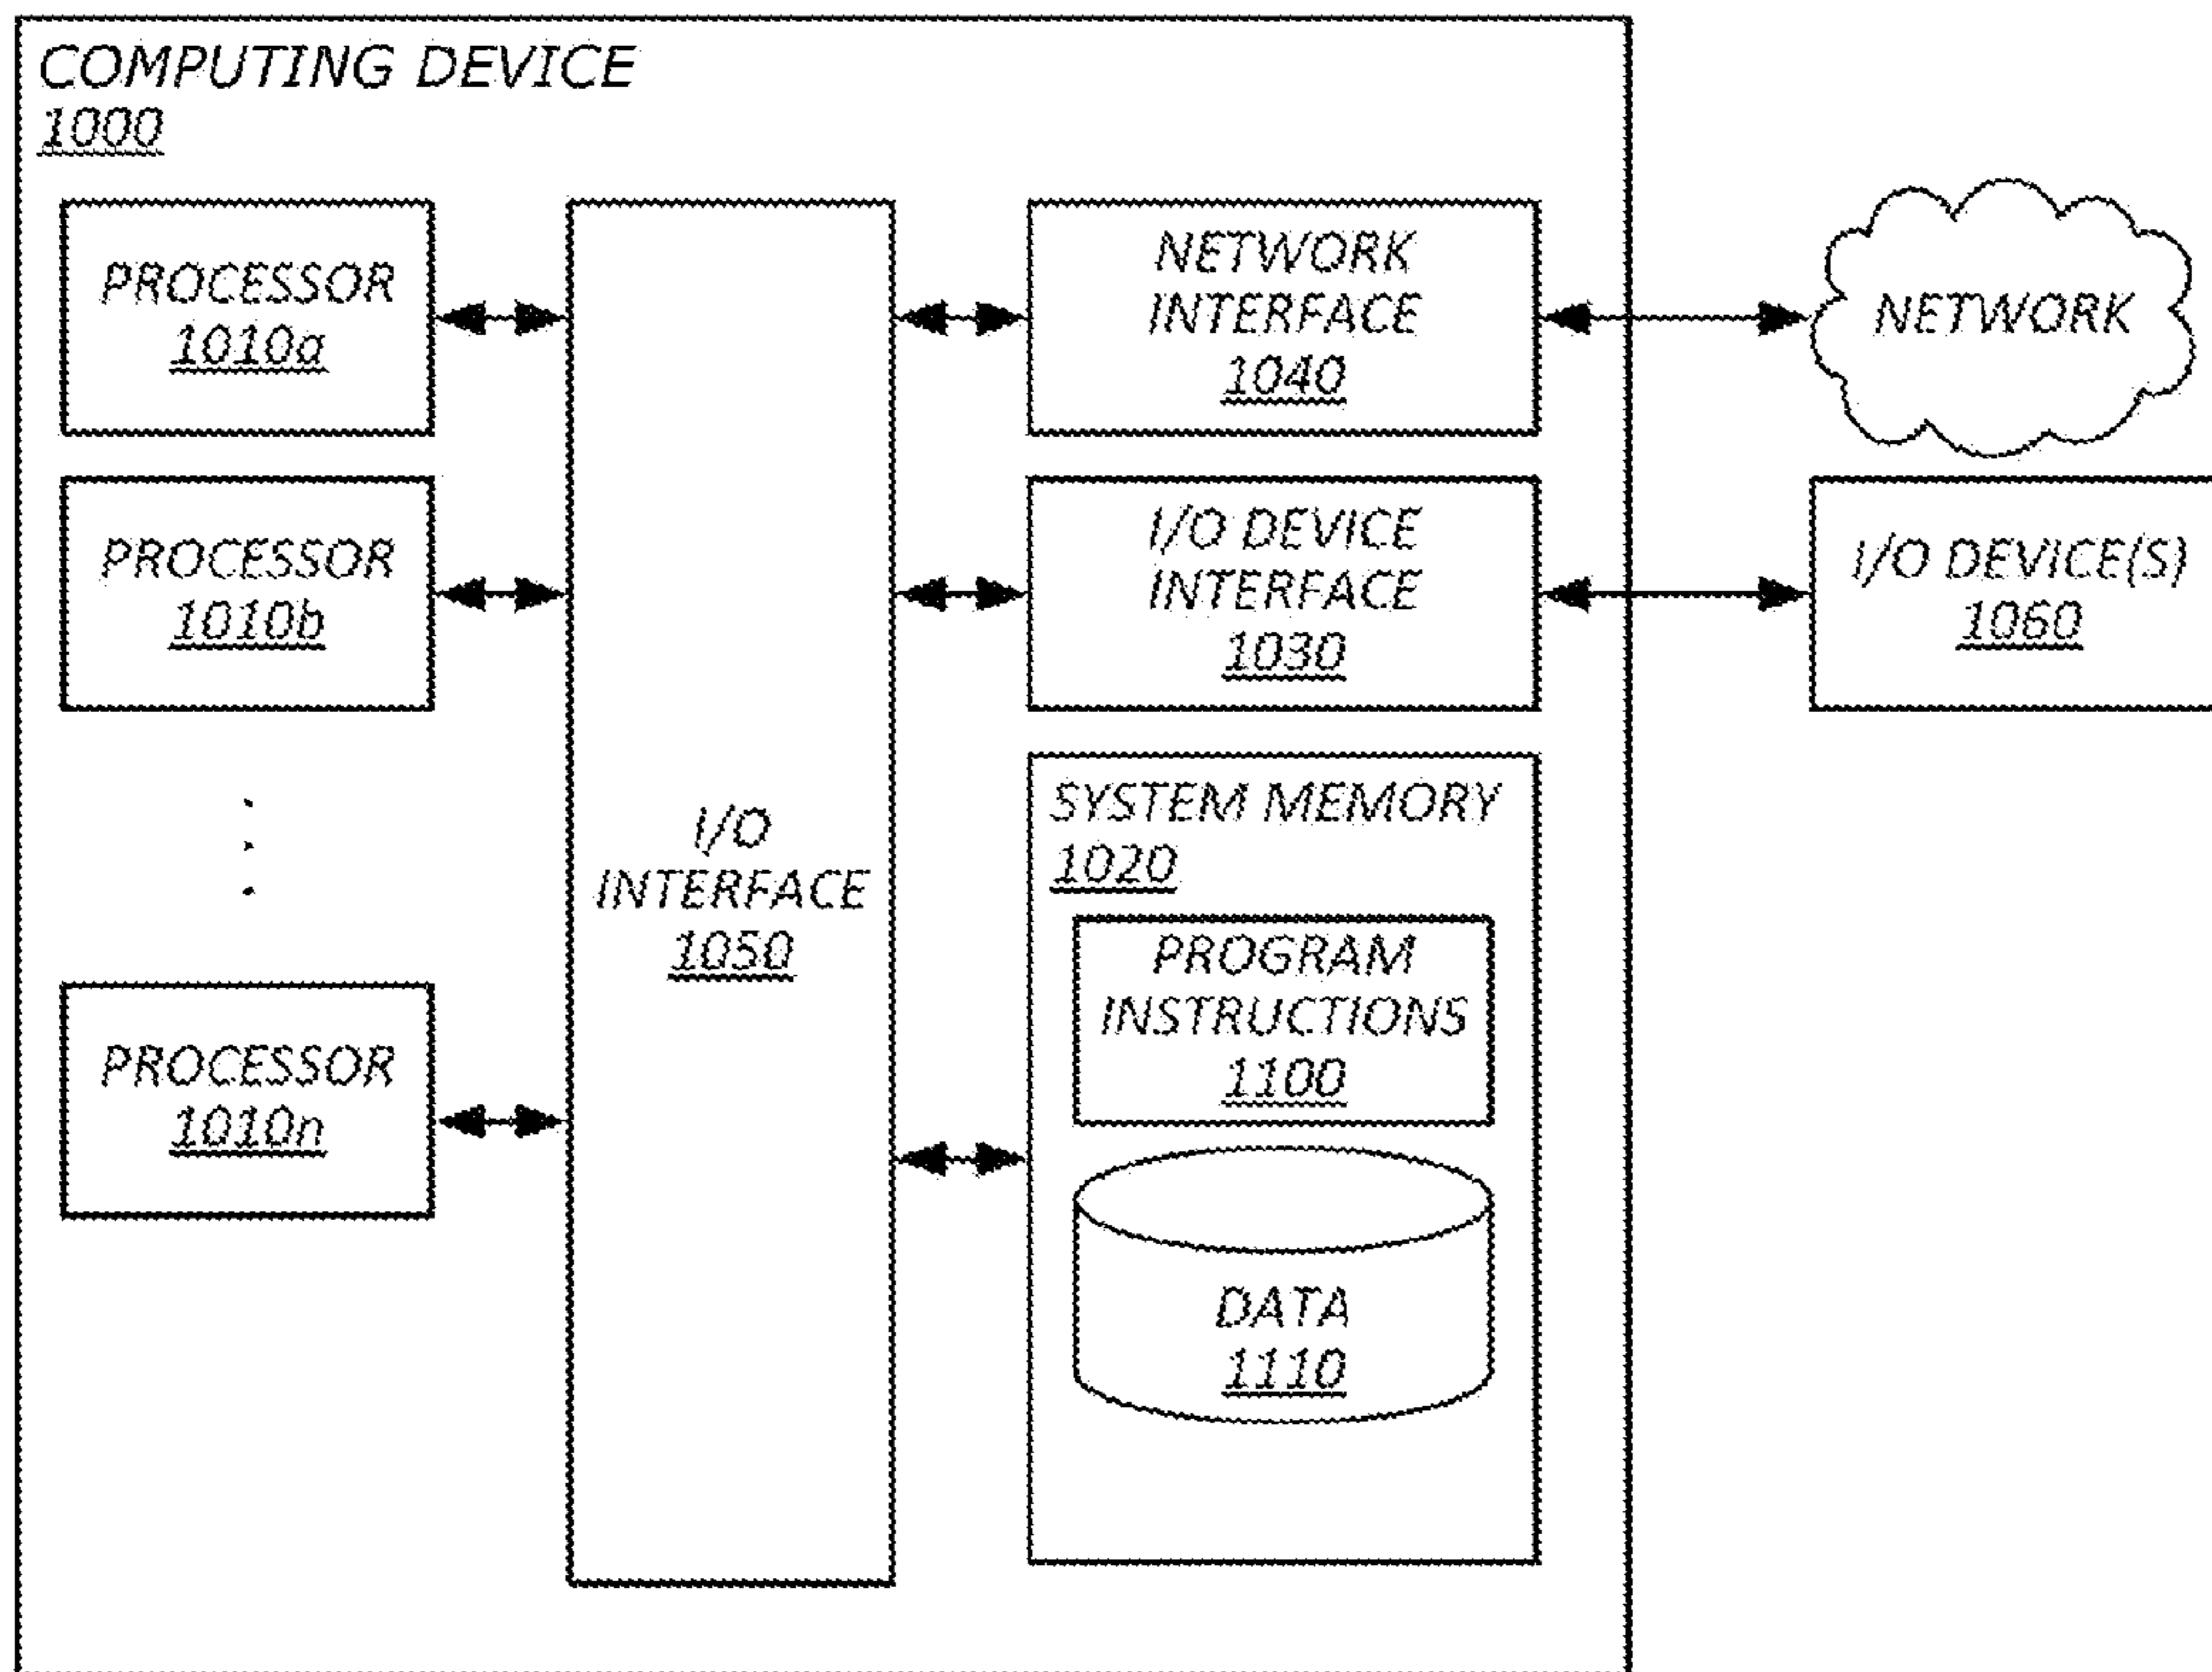 COMPUTING DEVICE
1000
PROCESSOR
1010a
PROCESSOR
1010b
PROCESSOR
1010n
I/O
INTERFACE
1050
NETWORK
INTERFACE
1040
I/O DEVICE
INTERFACE
1030
SYSTEM MEMORY
1020
PROGRAM
INSTRUCTIONS
1100
DATA
1110
NETWORK
I/O DEVICE(S)
1060